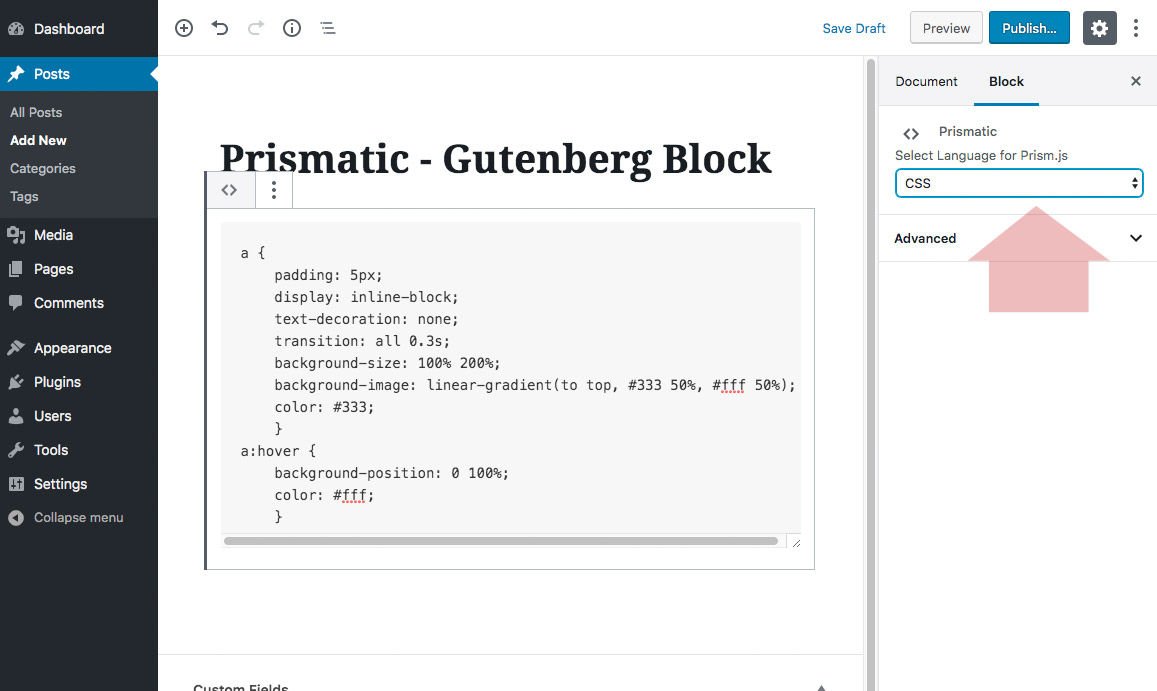 Dashboard
Posts
All Posts
Add New
Categories
Tags
Media
Pages
Comments
Appearance
Plugins
Users
Tools
Settings
Collapse menu
Save Draft
Preview
Publish...
Prismatic - Gutenberg Block
a {
    padding: 5px;
    display: inline-block;
    text-decoration: none;
    transition: all 0.3s;
    background-size: 100% 200%;
    background-image: linear-gradient(to top, #333 50%, #fff 50%);
    color: #333;
    }
a:hover {
    background-position: 0 100%;
    color: #fff;
    }
Custom Fields
Document
Block
Prismatic
Select Language for Prism.js
CSS
Advanced